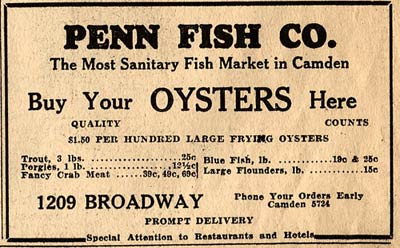 PENN FISH CO.
The Most Sanitary Fish Market in Camden
Buy Your OYSTERS Here
QUALITY COUNTS
$1.50 PER HUNDRED LARGE FRYING OYSTERS
Trout, 3 lbs. .................... 25c
Porgies, 1 lb. .................. 12½c
Fancy Crab Meat ...... 39c, 49c, 69c
Blue Fish, lb. ............ 19c & 25c
Large Flounders, lb. ............ 15c
1209 BROADWAY
Phone Your Orders Early
Camden 5724
PROMPT DELIVERY
Special Attention to Restaurants and Hotels